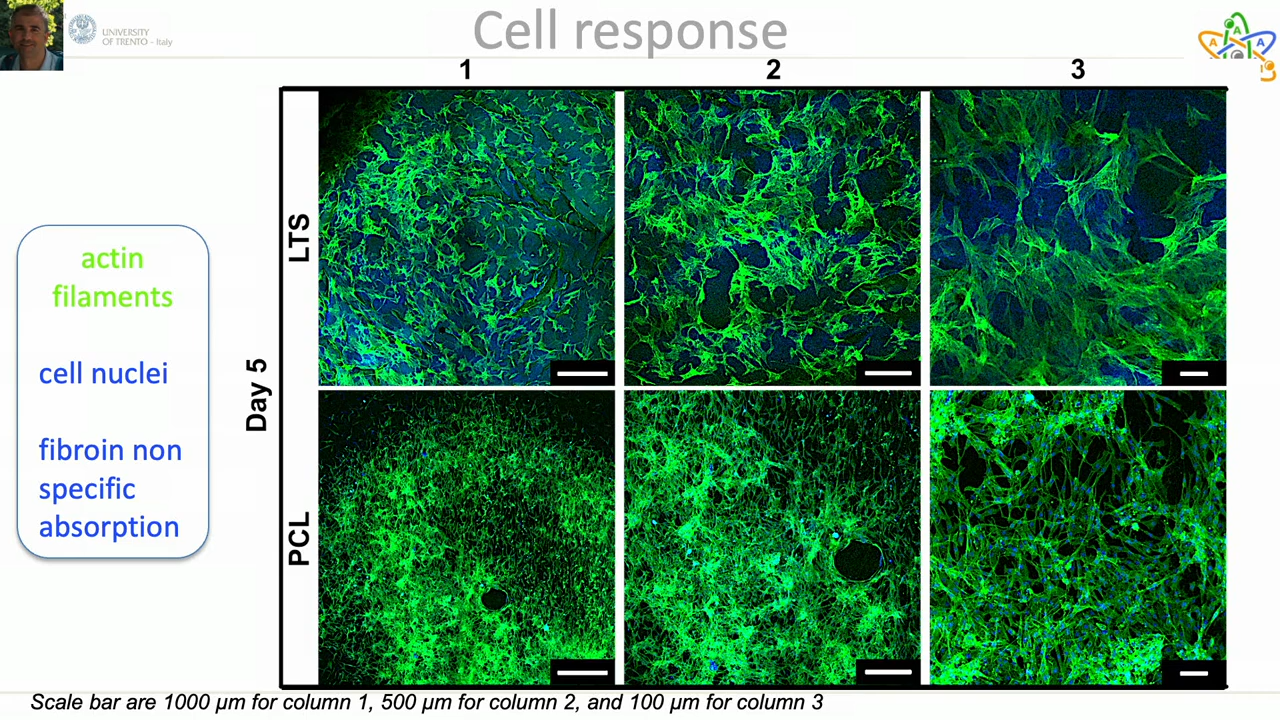 UNIVERSITY
OF TRENTO - Italy
Cell response
1 2 3
LTS
Day 5
PCL
actin
filaments
cell nuclei
fibroin non
specific
absorption
A A A
Scale bar are 1000 µm for column 1, 500 µm for column 2, and 100 µm for column 3